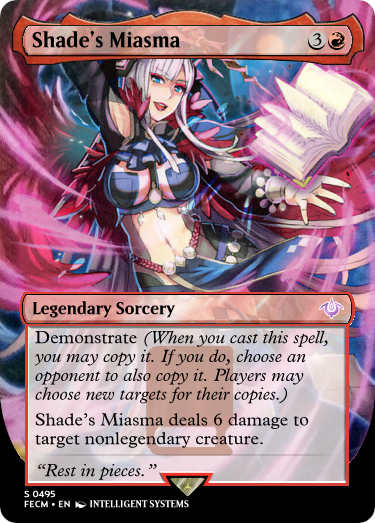 Shade's Miasma 3
Legendary Sorcery
Demonstrate (When you cast this spell,
you may copy it. If you do, choose an
opponent to also copy it. Players may
choose new targets for their copies.)
Shade's Miasma deals 6 damage to
target nonlegendary creature.
“Rest in pieces.”
S 0495
FECM • EN INTELLIGENT SYSTEMS